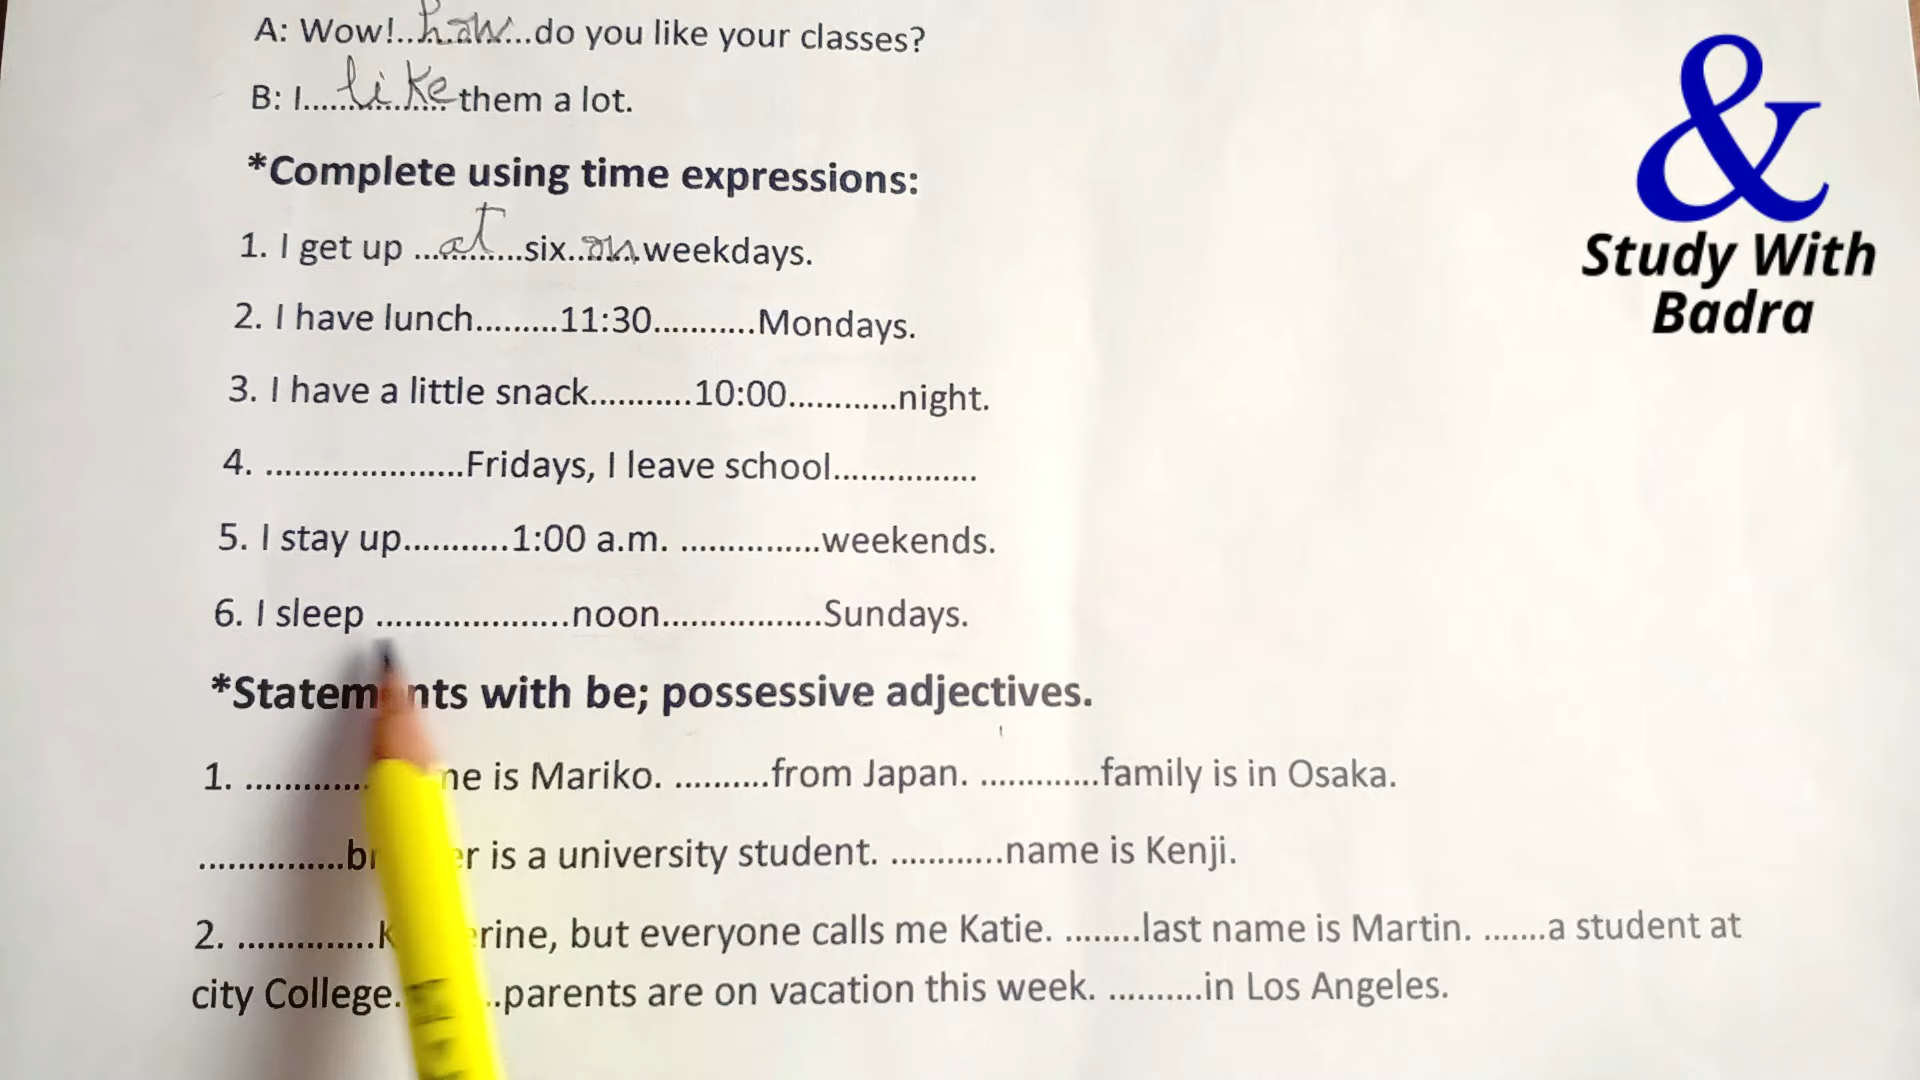 A: Wow!..how...do you like your classes?
B: I....like....them a lot.
*Complete using time expressions:
1. I get up ...at...six..on.weekdays.
2. I have lunch.........11:30...........Mondays.
3. I have a little snack...........10:00............night.
4. .....................Fridays, I leave school...............
5. I stay up...........1:00 a.m. ...............weekends.
6. I sleep ....................noon.................Sundays.
*Statements with be; possessive adjectives.
1. ............. is Mariko. ..........from Japan. .............family is in Osaka.
................ is a university student. ............name is Kenji.
2. ............... but everyone calls me Katie. ........last name is Martin. .......a student at
city College. ..parents are on vacation this week. ..........in Los Angeles.
&
Study With
Badra